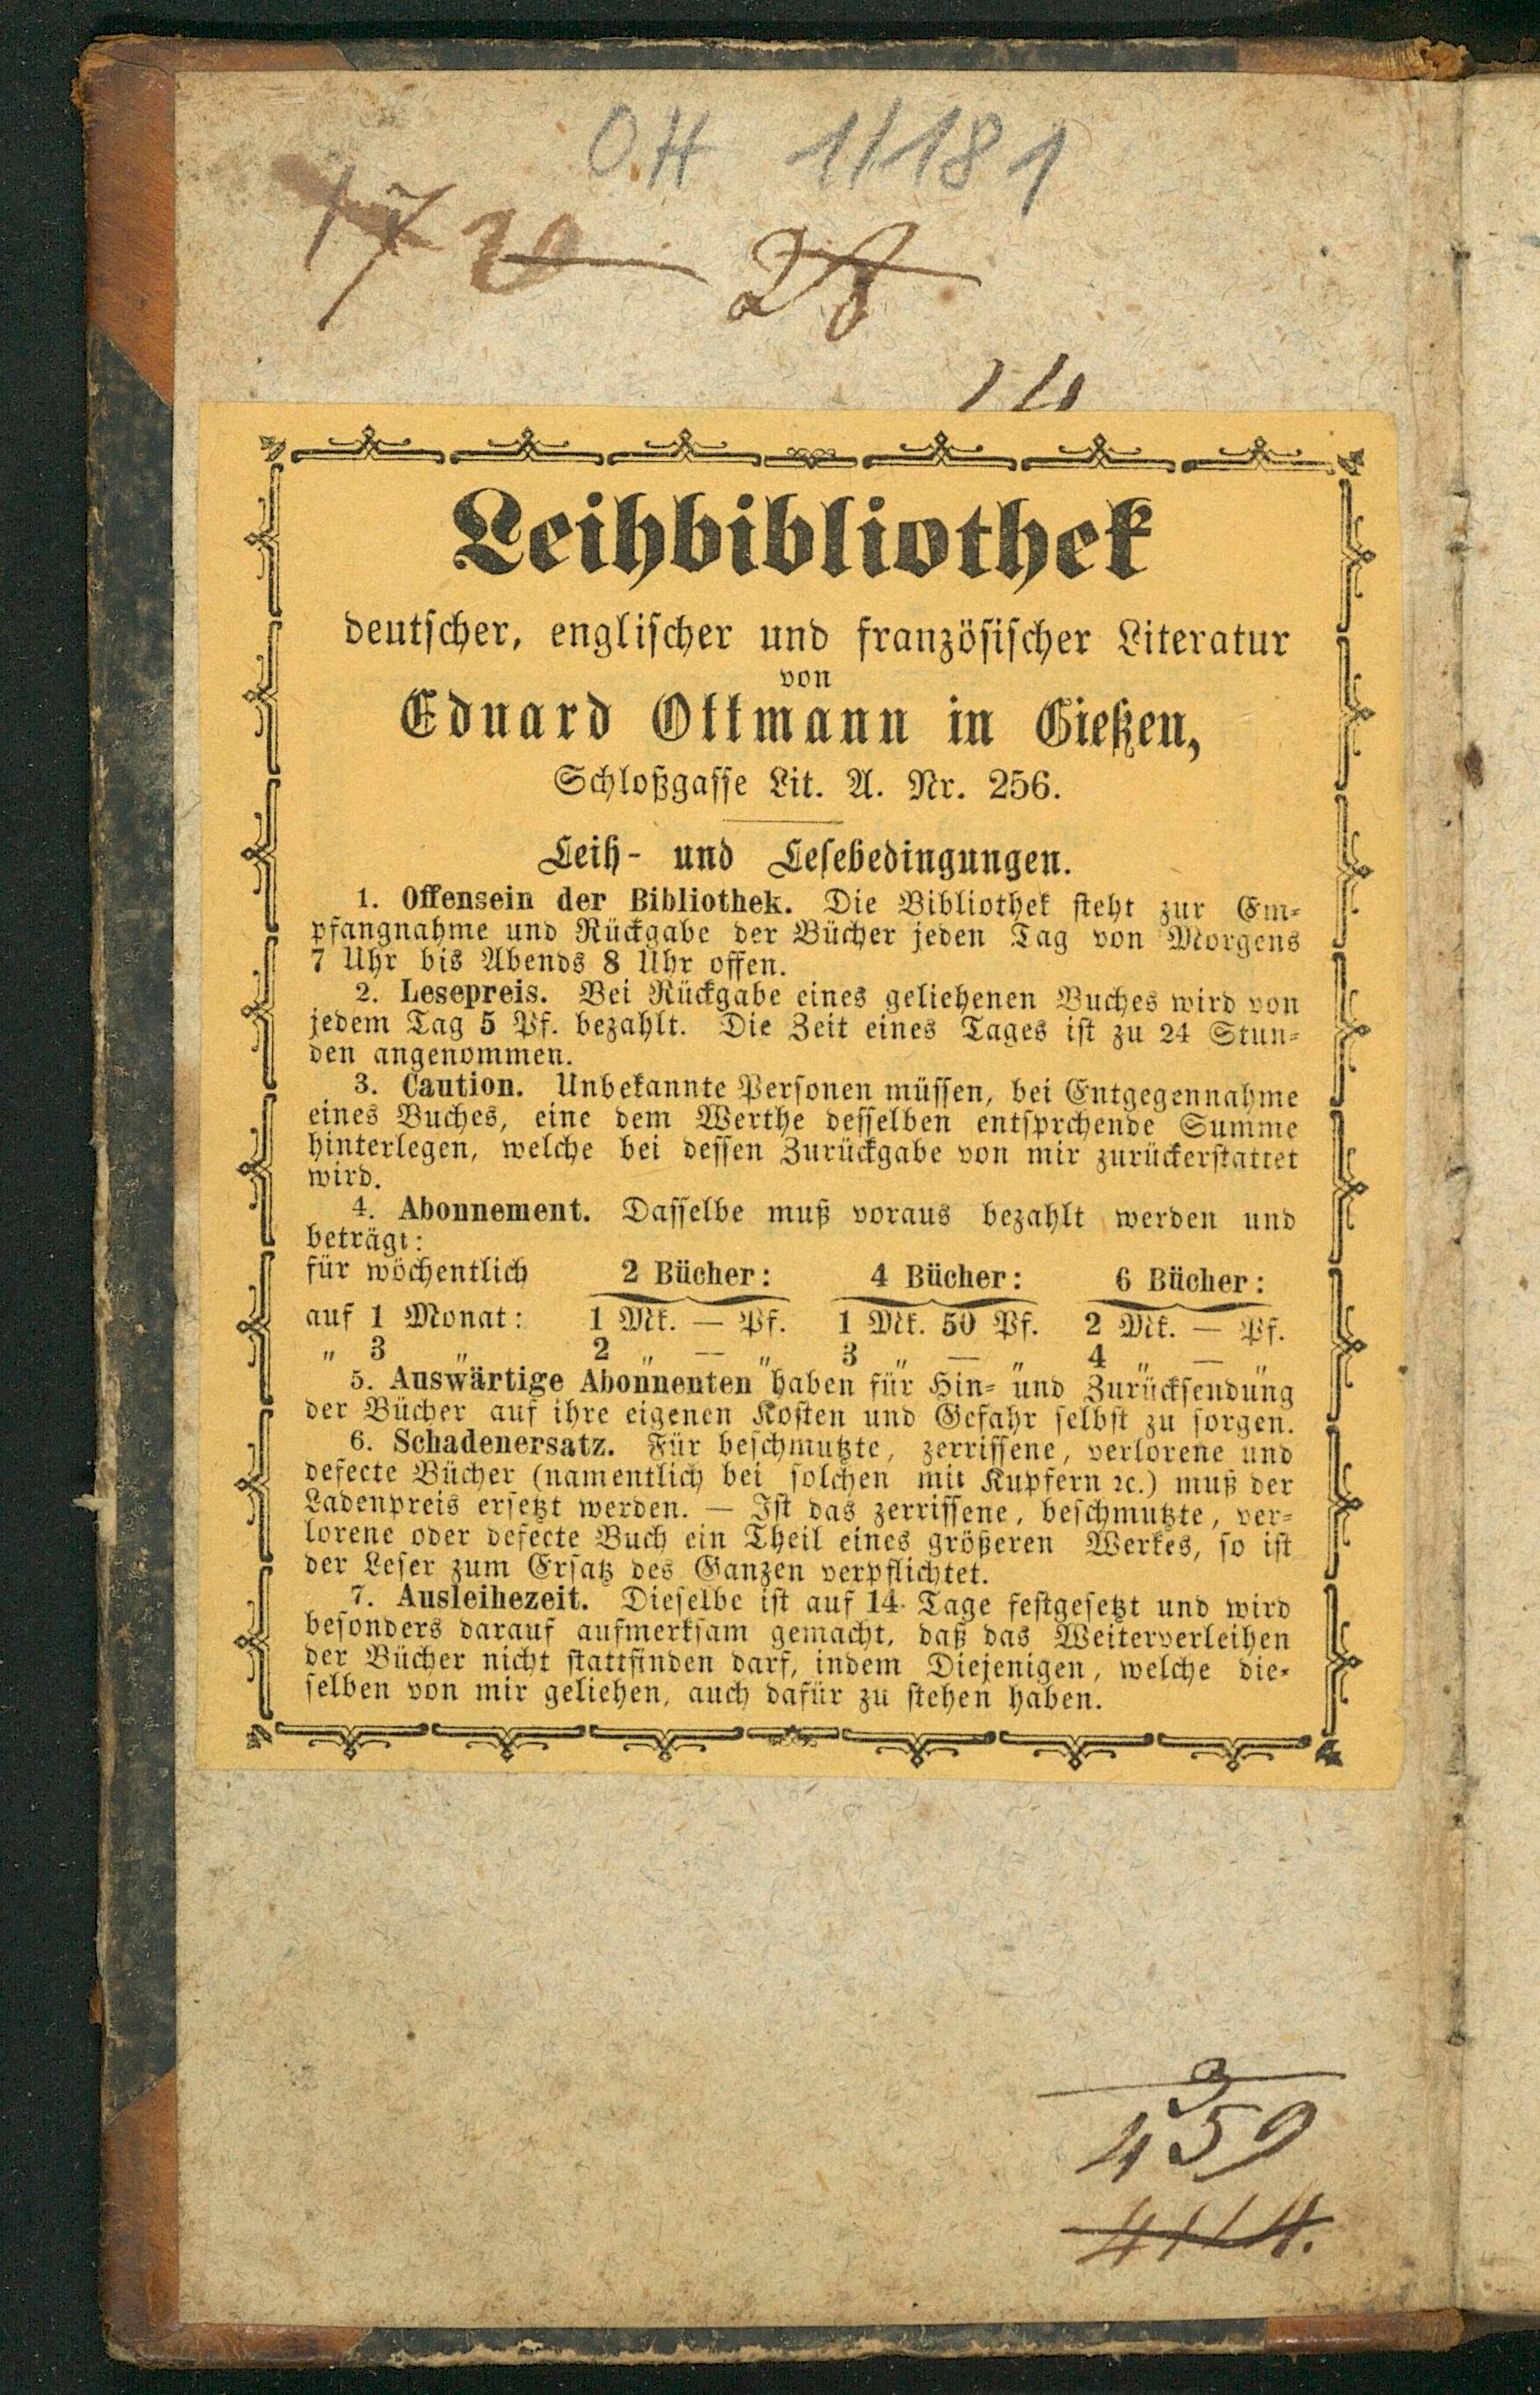 O.H 1/181
17 20 28
14
Leihbibliothek
deutscher, englischer und französischer Literatur
von
Eduard Ottmann in Gießen,
Schloßgasse Lit. A. Nr. 256.
Leih- und Lesebedingungen.
1. Offensein der Bibliothek. Die Bibliothek steht zur Em-
pfangnahme und Rückgabe der Bücher jeden Tag von Morgens
7 Uhr bis Abends 8 Uhr offen.
2. Lesepreis. Bei Rückgabe eines geliehenen Buches wird von
jedem Tag 5 Pf. bezahlt. Die Zeit eines Tages ist zu 24 Stun-
den angenommen.
3. Caution. Unbekannte Personen müssen, bei Entgegennahme
eines Buches, eine dem Werthe desselben entsprchende Summe
hinterlegen, welche bei dessen Zurückgabe von mir zurückerstattet
wird.
4. Abonnement. Dasselbe muß voraus bezahlt werden und
beträgt:
für wöchentlich 2 Bücher: 4 Bücher: 6 Bücher:
auf 1 Monat: 1 Mk. — Pf. 1 Mk. 50 Pf. 2 Mk. — Pf.
" 3 " 2 " — " 3 " — " 4 " — "
5. Auswärtige Abonnenten haben für Hin- und Zurücksendung
der Bücher auf ihre eigenen Kosten und Gefahr selbst zu sorgen.
6. Schadenersatz. Für beschmutzte, zerrissene, verlorene und
defecte Bücher (namentlich bei solchen mit Kupfern ꝛc.) muß der
Ladenpreis ersetzt werden. — Ist das zerrissene, beschmutzte, ver-
lorene oder defecte Buch ein Theil eines größeren Werkes, so ist
der Leser zum Ersatz des Ganzen verpflichtet.
7. Ausleihezeit. Dieselbe ist auf 14 Tage festgesetzt und wird
besonders darauf aufmerksam gemacht, daß das Weiterverleihen
der Bücher nicht stattfinden darf, indem Diejenigen, welche die-
selben von mir geliehen, auch dafür zu stehen haben.
459
4114.